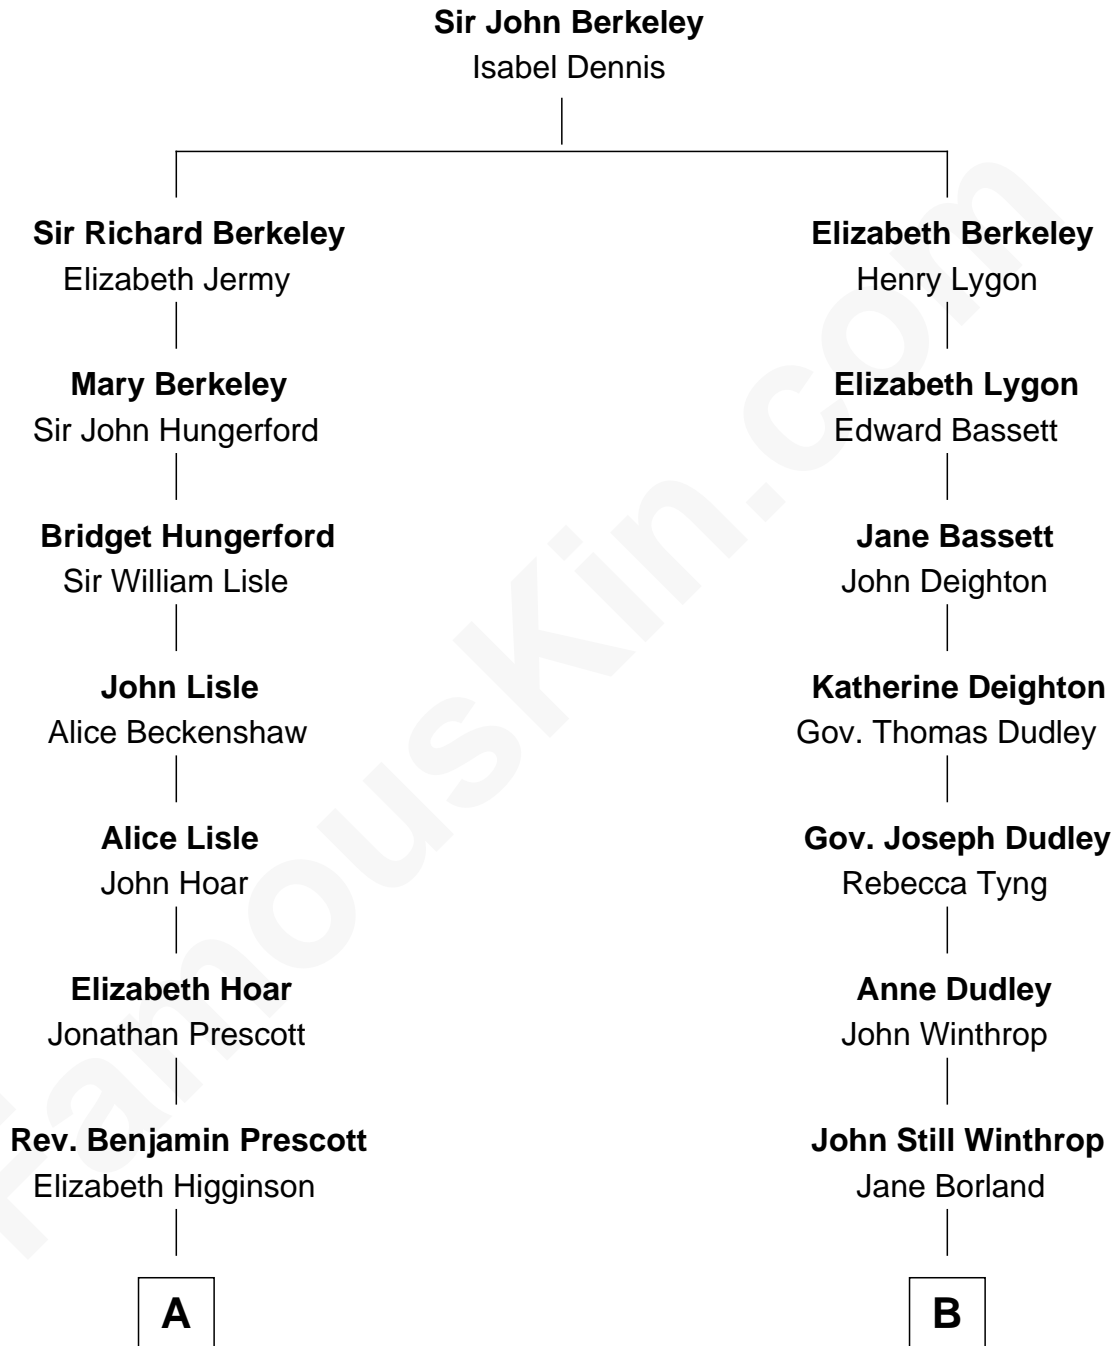 Sir John Berkeley
Isabel Dennis
Sir Richard Berkeley
Elizabeth Jermy
Elizabeth Berkeley
Henry Lygon
Mary Berkeley
Sir John Hungerford
Elizabeth Lygon
Edward Bassett
Bridget Hungerford
Sir William Lisle
Jane Bassett
John Deighton
John Lisle
Alice Beckenshaw
Katherine Deighton
Gov. Thomas Dudley
Alice Lisle
John Hoar
Gov. Joseph Dudley
Rebecca Tyng
Elizabeth Hoar
Jonathan Prescott
Anne Dudley
John Winthrop
Rev. Benjamin Prescott
Elizabeth Higginson
John Still Winthrop
Jane Borland
A
B
FamousKin.com